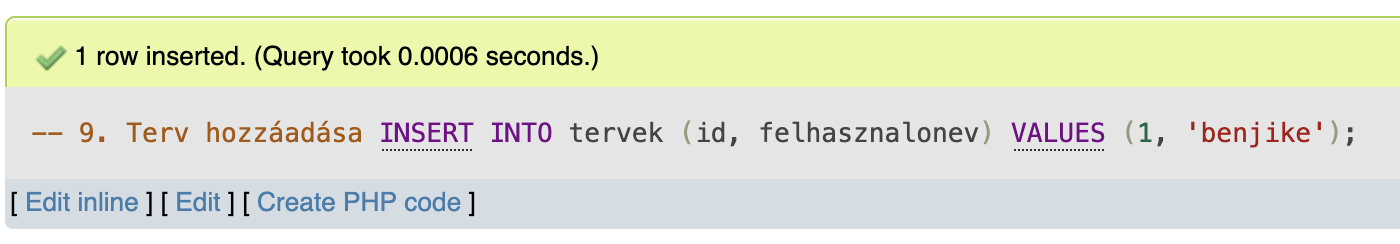 1 row inserted. (Query took 0.0006 seconds.)
-- 9. Terv hozzáadása INSERT INTO tervek (id, felhasznalonev) VALUES (1, 'benjike');
[ Edit inline ] [ Edit ] [ Create PHP code ]